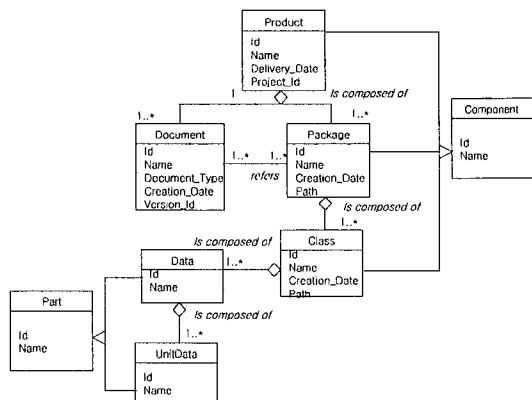 Product
Id
Name
Delivery_Date
Project_Id
1
Is composed of
1..*
1..*
Component
Id
Name
Document
Id
Name
Document_Type
Creation_Date
Version_Id
1..*
1..*
refers
Package
Id
Name
Creation_Date
Path
Is composed of
1..*
Is composed of
Class
Id
Name
Creation_Date
Path
Data
Id
Name
1..*
Is composed of
1..*
Part
Id
Name
UnitData
Id
Name